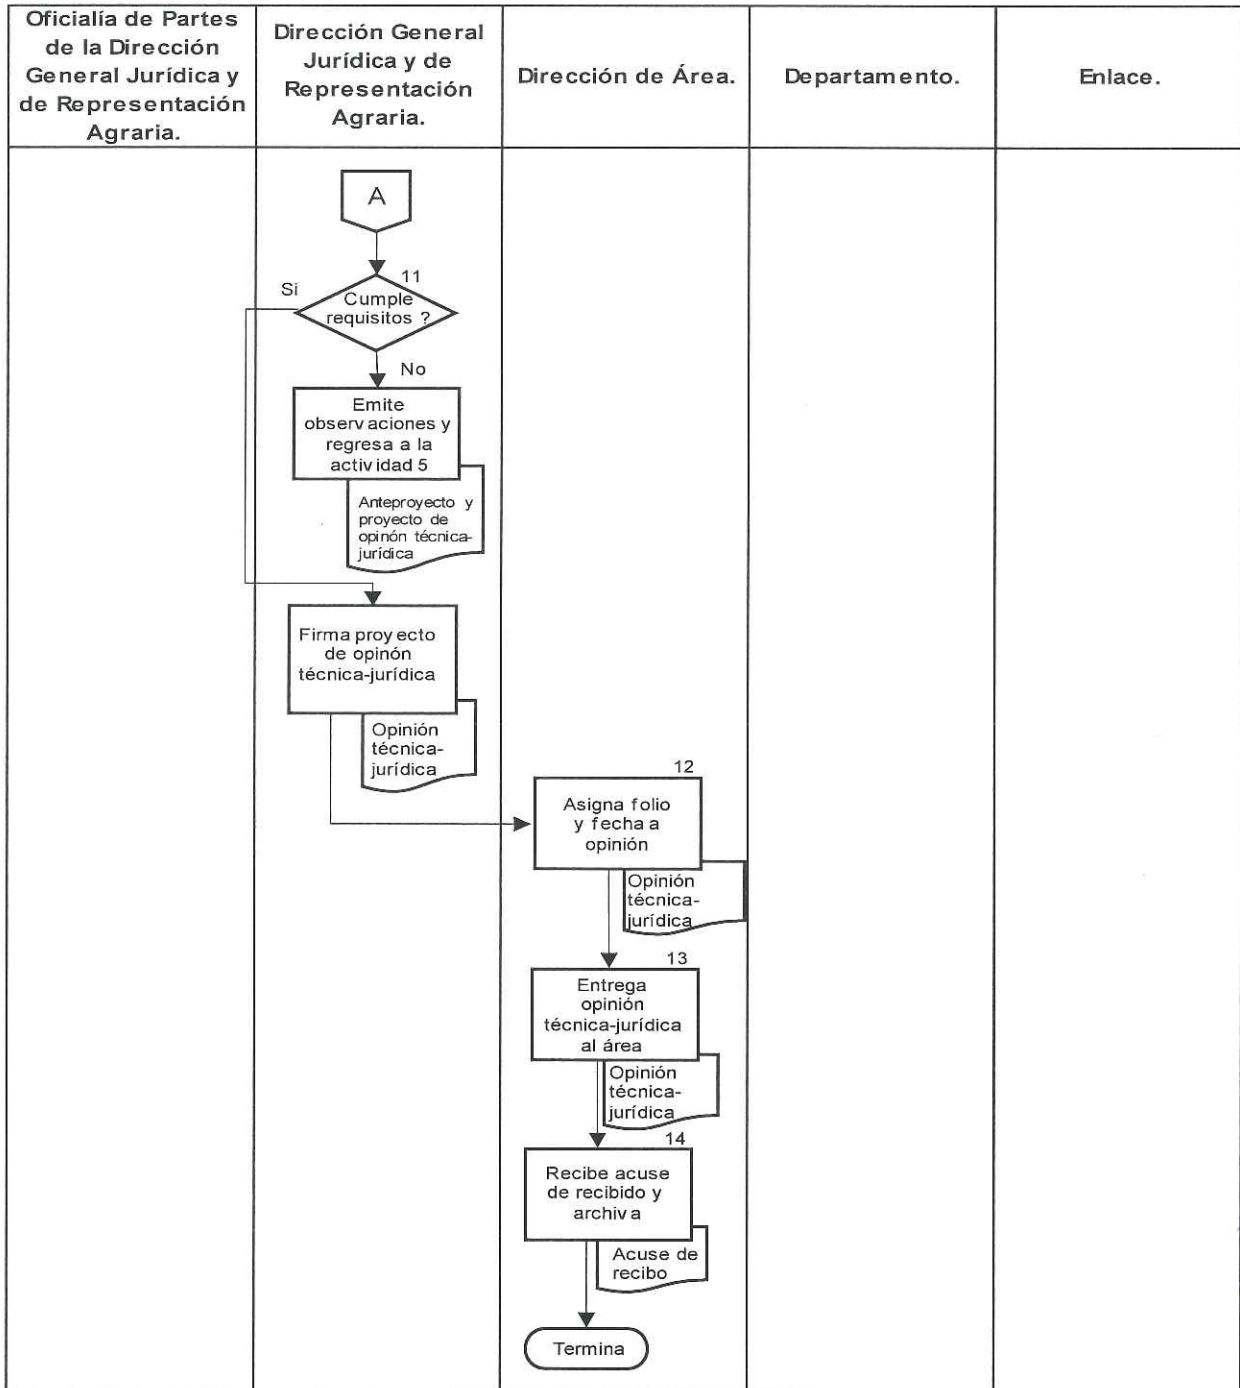 Oficialía de Partes
de la Dirección
General Jurídica y
de Representación
Agraria.
Dirección General
Jurídica y de
Representación
Agraria.
Dirección de Área.
Departamento.
Enlace.
A
11
Si
Cumple
requisitos ?
No
Emite
observaciones y
regresa a la
actividad 5
Anteproyecto y
proyecto de
opinón técnica-
jurídica
Firma proyecto
de opinón
técnica-jurídica
Opinión
técnica-
jurídica
12
Asigna folio
y fecha a
opinión
Opinión
técnica-
jurídica
13
Entrega
opinión
técnica-jurídica
al área
Opinión
técnica-
jurídica
14
Recibe acuse
de recibido y
archiva
Acuse de
recibo
Termina